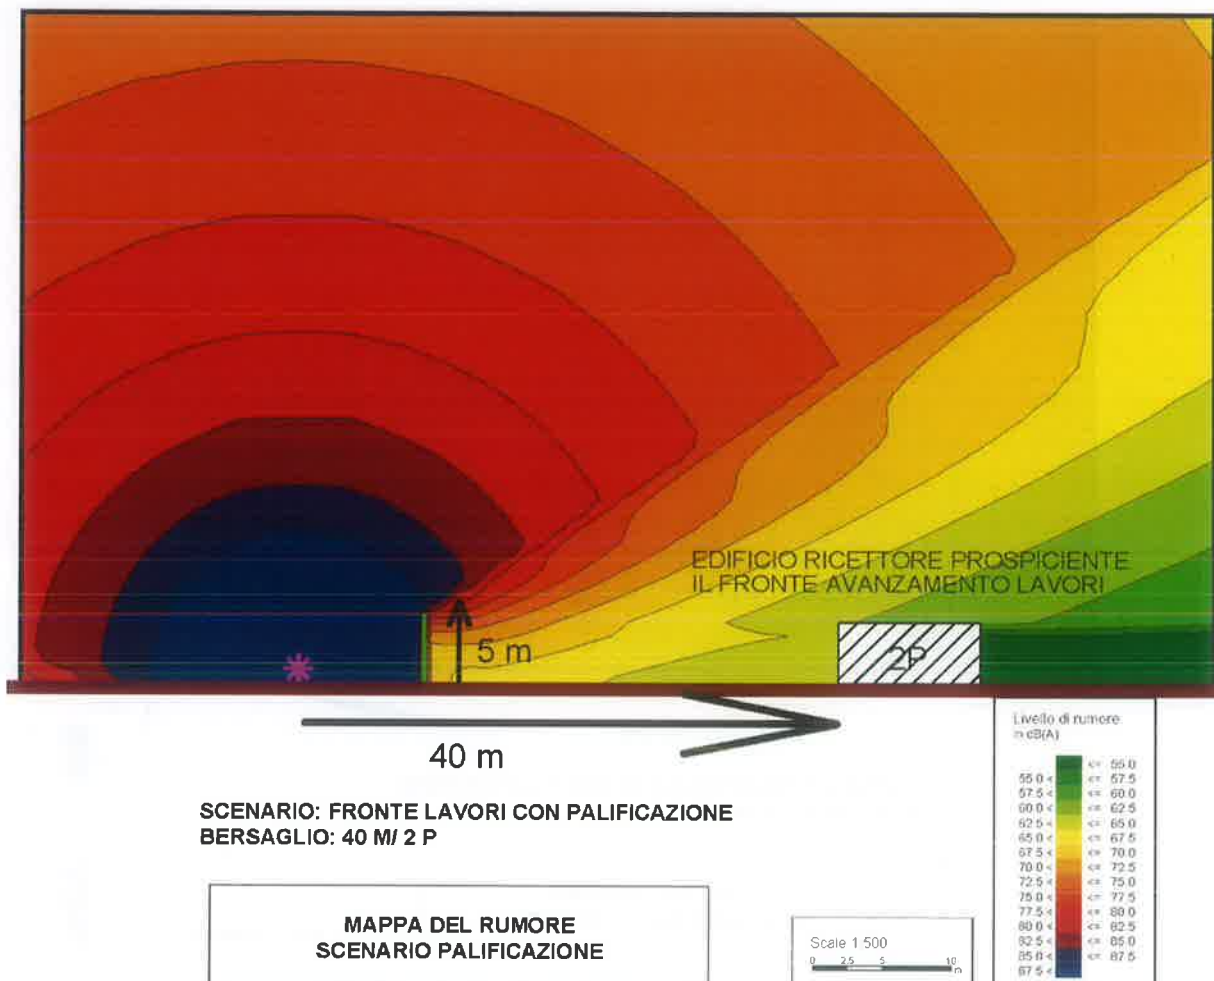 EDIFICIO RICETTORE PROSPICIENTE
IL FRONTE AVANZAMENTO LAVORI
5 m
2P
40 m
SCENARIO: FRONTE LAVORI CON PALIFICAZIONE
BERSAGLIO: 40 M/ 2 P
MAPPA DEL RUMORE
SCENARIO PALIFICAZIONE
Scale 1:500
0 2.5 5 10
m
Livello di rumore
in dB(A)
<= 55.0
55.0 < <= 57.5
57.5 < <= 60.0
60.0 < <= 62.5
62.5 < <= 65.0
65.0 < <= 67.5
67.5 < <= 70.0
70.0 < <= 72.5
72.5 < <= 75.0
75.0 < <= 77.5
77.5 < <= 80.0
80.0 < <= 82.5
82.5 < <= 85.0
85.0 < <= 87.5
87.5 <